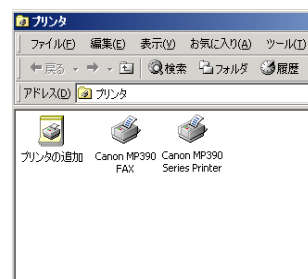 プリンタ
ファイル(F) 編集(E) 表示(V) お気に入り(A) ツール(T)
戻る 検索 フォルダ 履歴
アドレス(D) プリンタ
プリンタの追加 Canon MP390 FAX Canon MP390 Series Printer